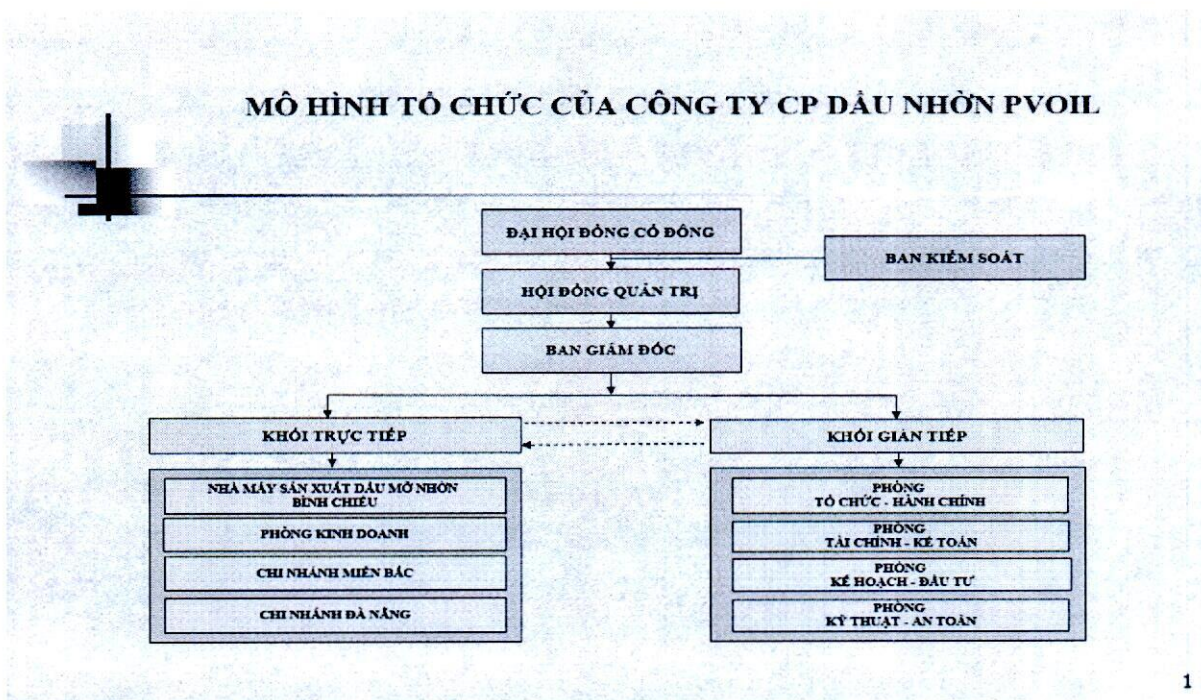 MÔ HÌNH TỔ CHỨC CỦA CÔNG TY CP DẦU NHỜN PVOIL
ĐẠI HỘI ĐỒNG CỔ ĐÔNG
BAN KIỂM SOÁT
HỘI ĐỒNG QUẢN TRỊ
BAN GIÁM ĐỐC
KHỐI TRỰC TIẾP
KHỐI GIÁN TIẾP
NHÀ MÁY SẢN XUẤT DẦU MỠ NHỜN
BÌNH CHIỂU
PHÒNG KINH DOANH
CHI NHÁNH MIỀN BẮC
CHI NHÁNH ĐÀ NẴNG
PHÒNG
TỔ CHỨC - HÀNH CHÍNH
PHÒNG
TÀI CHÍNH - KẾ TOÁN
PHÒNG
KẾ HOẠCH - ĐẦU TƯ
PHÒNG
KỸ THUẬT - AN TOÀN
1